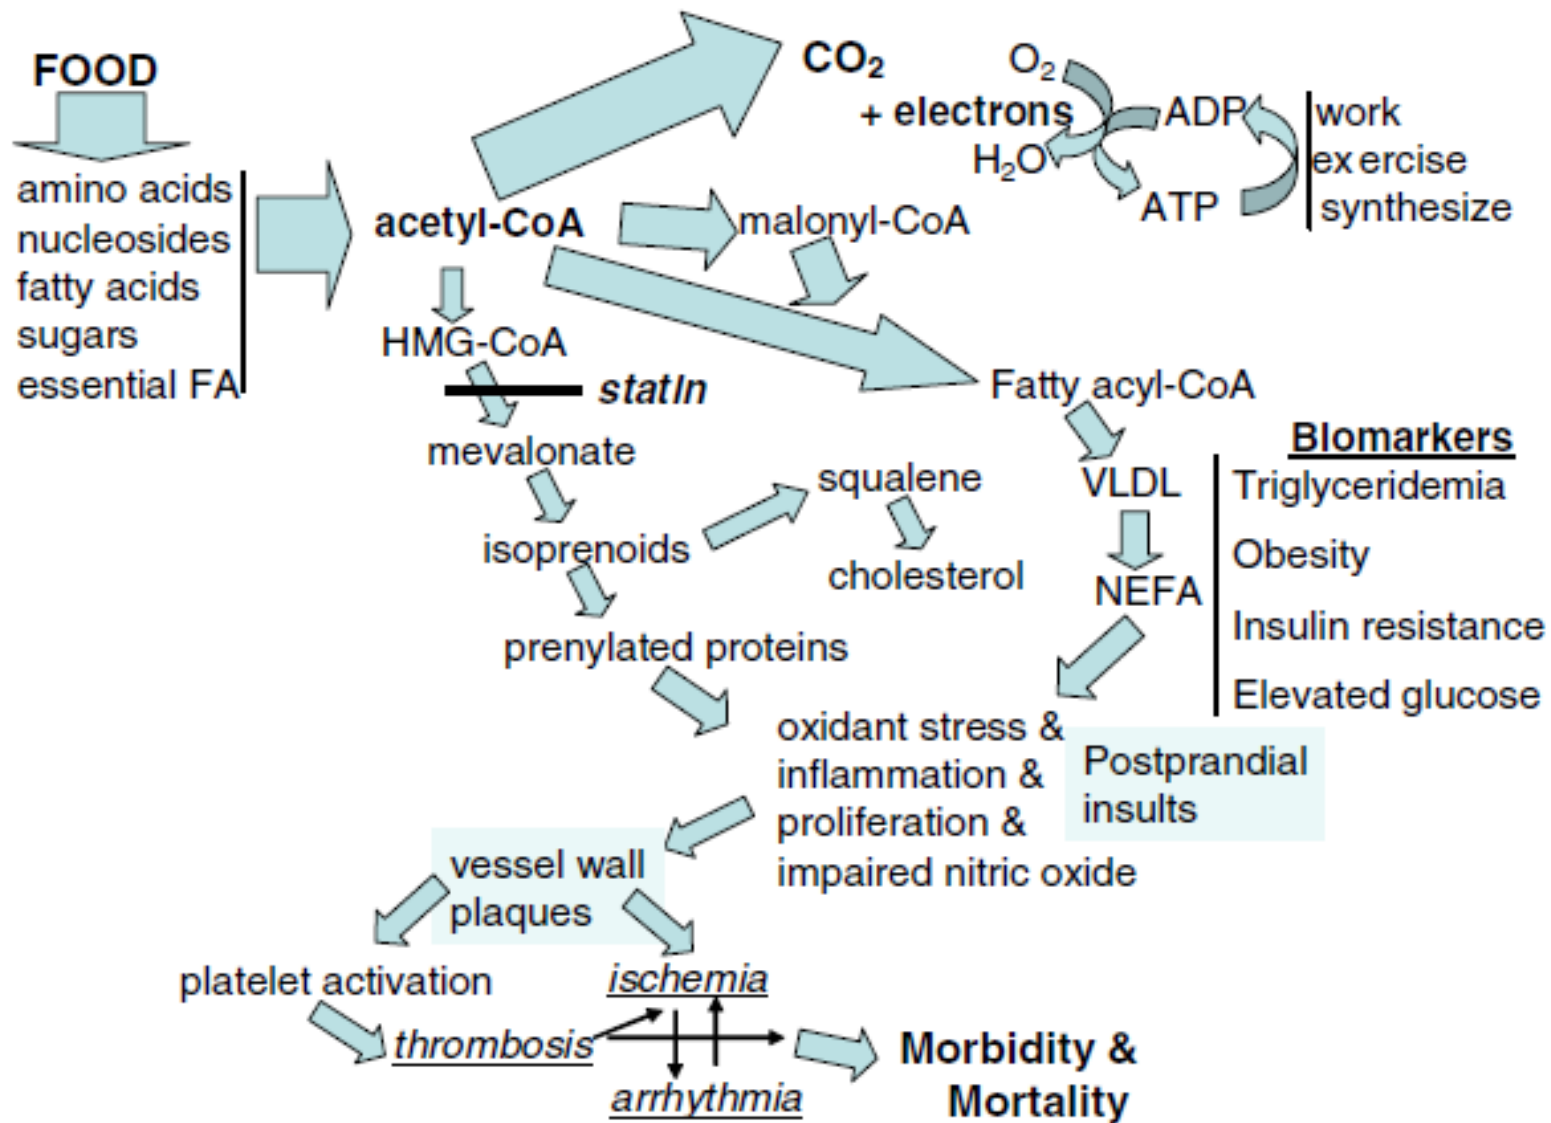 FOOD
amino acids
nucleosides
fatty acids
sugars
essential FA
acetyl-CoA
CO₂
+ electrons
O₂
H₂O
ADP
ATP
work
exercise
synthesize
malonyl-CoA
HMG-CoA
statIn
mevalonate
isoprenoids
squalene
cholesterol
prenylated proteins
Fatty acyl-CoA
VLDL
NEFA
Blomarkers
Triglyceridemia
Obesity
Insulin resistance
Elevated glucose
oxidant stress &
inflammation &
proliferation &
impaired nitric oxide
Postprandial
insults
vessel wall
plaques
platelet activation
thrombosis
ischemia
arrhythmia
Morbidity &
Mortality